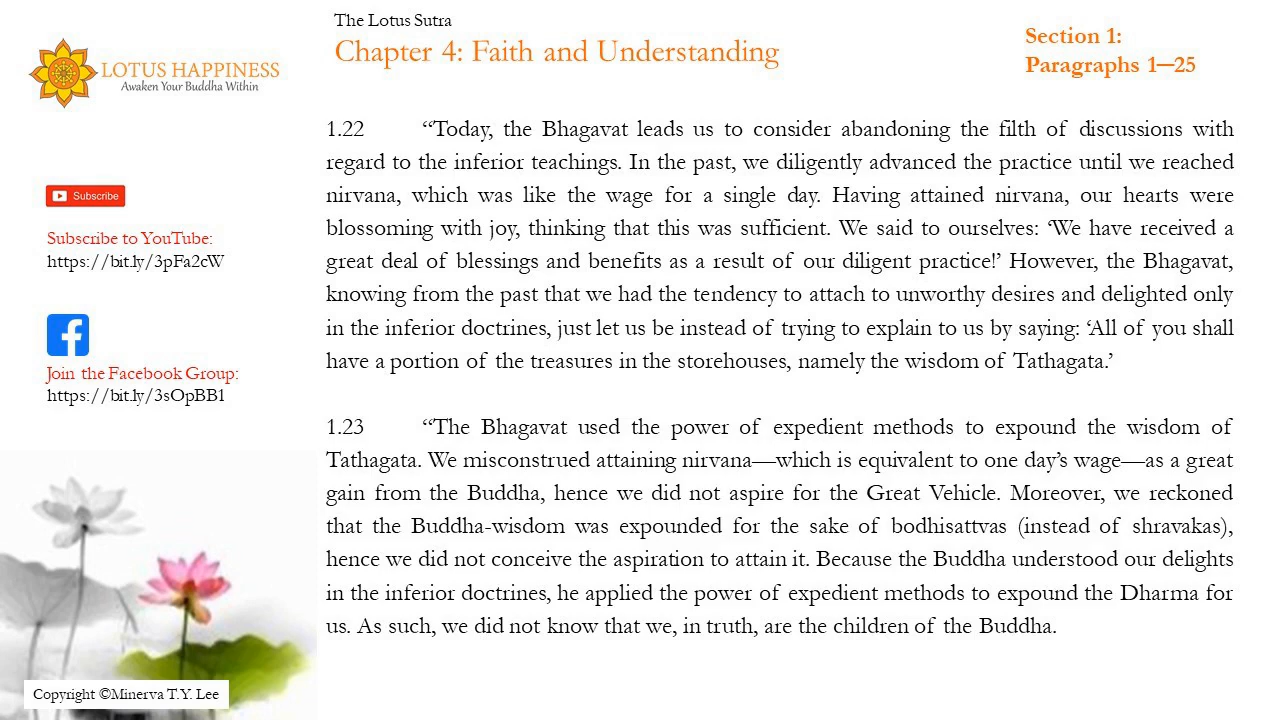 The Lotus Sutra
Chapter 4: Faith and Understanding
Section 1:
Paragraphs 1—25
LOTUS HAPPINESS
Awaken Your Buddha Within
Subscribe
Subscribe to YouTube:
https://bit.ly/3pFa2cW
Join the Facebook Group:
https://bit.ly/3sOpBB1
1.22 “Today, the Bhagavat leads us to consider abandoning the filth of discussions with
regard to the inferior teachings. In the past, we diligently advanced the practice until we reached
nirvana, which was like the wage for a single day. Having attained nirvana, our hearts were
blossoming with joy, thinking that this was sufficient. We said to ourselves: ‘We have received a
great deal of blessings and benefits as a result of our diligent practice!’ However, the Bhagavat,
knowing from the past that we had the tendency to attach to unworthy desires and delighted only
in the inferior doctrines, just let us be instead of trying to explain to us by saying: ‘All of you shall
have a portion of the treasures in the storehouses, namely the wisdom of Tathagata.’
1.23 “The Bhagavat used the power of expedient methods to expound the wisdom of
Tathagata. We misconstrued attaining nirvana—which is equivalent to one day’s wage—as a great
gain from the Buddha, hence we did not aspire for the Great Vehicle. Moreover, we reckoned
that the Buddha-wisdom was expounded for the sake of bodhisattvas (instead of shravakas),
hence we did not conceive the aspiration to attain it. Because the Buddha understood our delights
in the inferior doctrines, he applied the power of expedient methods to expound the Dharma for
us. As such, we did not know that we, in truth, are the children of the Buddha.
Copyright ©Minerva T.Y. Lee